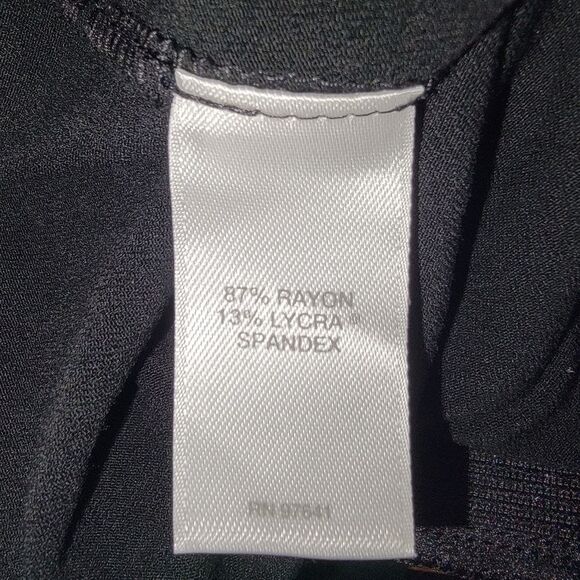 87% RAYON
13% LYCRA®
SPANDEX
RN 97641